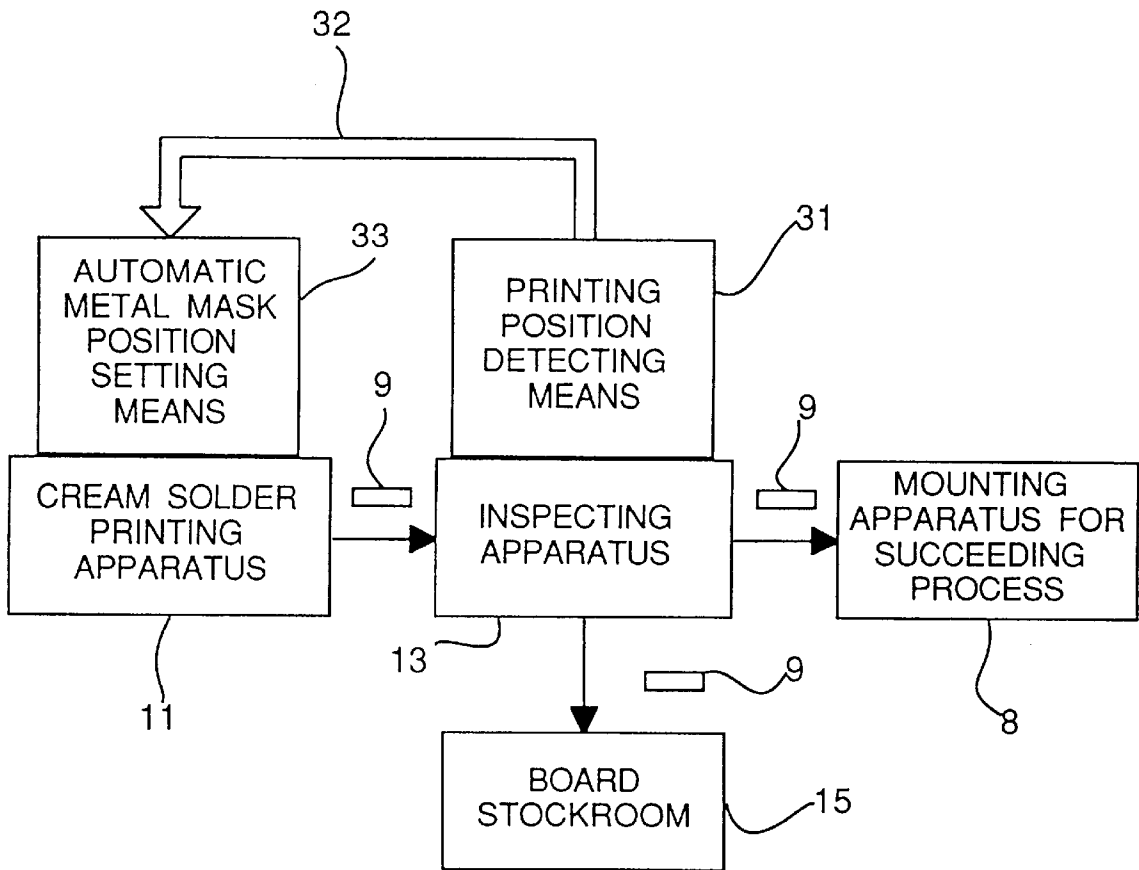 32
33
31
AUTOMATIC
METAL MASK
POSITION
SETTING
MEANS
PRINTING
POSITION
DETECTING
MEANS
9
9
CREAM SOLDER
PRINTING
APPARATUS
INSPECTING
APPARATUS
MOUNTING
APPARATUS FOR
SUCCEEDING
PROCESS
11
13
9
8
BOARD
STOCKROOM
15